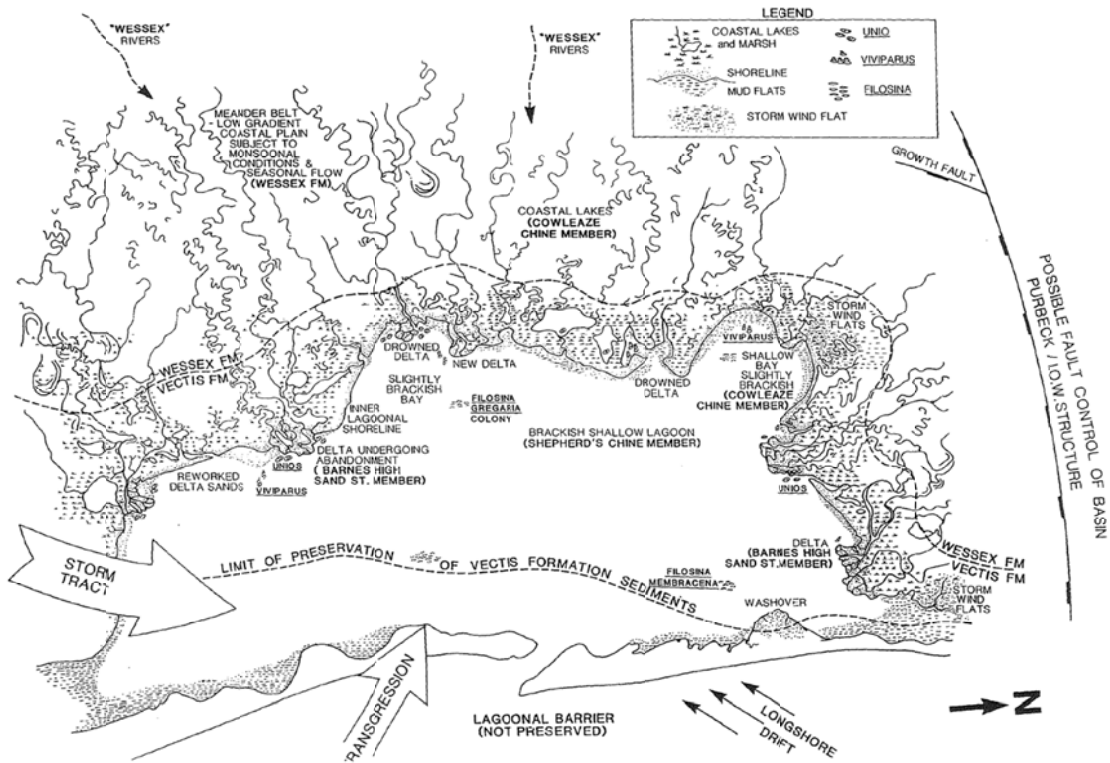 "WESSEX"
RIVERS
"WESSEX"
RIVERS
LEGEND
COASTAL LAKES
and MARSH
SHORELINE
MUD FLATS
STORM WIND FLAT
UNIO
VIVIPARUS
FILOSINA
MEANDER BELT
- LOW GRADIENT
COASTAL PLAIN
SUBJECT TO
MONSOONAL
CONDITIONS &
SEASONAL FLOW
(WESSEX FM)
GROWTH FAULT
POSSIBLE FAULT CONTROL OF BASIN
PURBECK / I.O.W. STRUCTURE
COASTAL LAKES
(COWLEAZE
CHINE MEMBER)
STORM
WIND
FLATS
WESSEX FM
VECTIS FM
DROWNED
DELTA
NEW DELTA
SLIGHTLY
BRACKISH
BAY
FILOSINA
GREGARIA
COLONY
INNER
LAGOONAL
SHORELINE
VIVIPARUS
SHALLOW
BAY
SLIGHTLY
BRACKISH
(COWLEAZE
CHINE MEMBER)
DROWNED
DELTA
BRACKISH SHALLOW LAGOON
(SHEPHERD'S CHINE MEMBER)
DELTA UNDERGOING
ABANDONMENT
(BARNES HIGH
SAND ST. MEMBER)
REWORKED
DELTA SANDS
UNIOS
VIVIPARUS
UNIOS
DELTA
(BARNES HIGH
SAND ST. MEMBER)
WESSEX FM
VECTIS FM
STORM
WIND
FLATS
STORM
TRACT
LIMIT OF PRESERVATION OF VECTIS FORMATION SEDIMENTS
FILOSINA
MEMBRACENA
WASHOVER
RANSGRESSION
LAGOONAL BARRIER
(NOT PRESERVED)
LONGSHORE
DRIFT
N